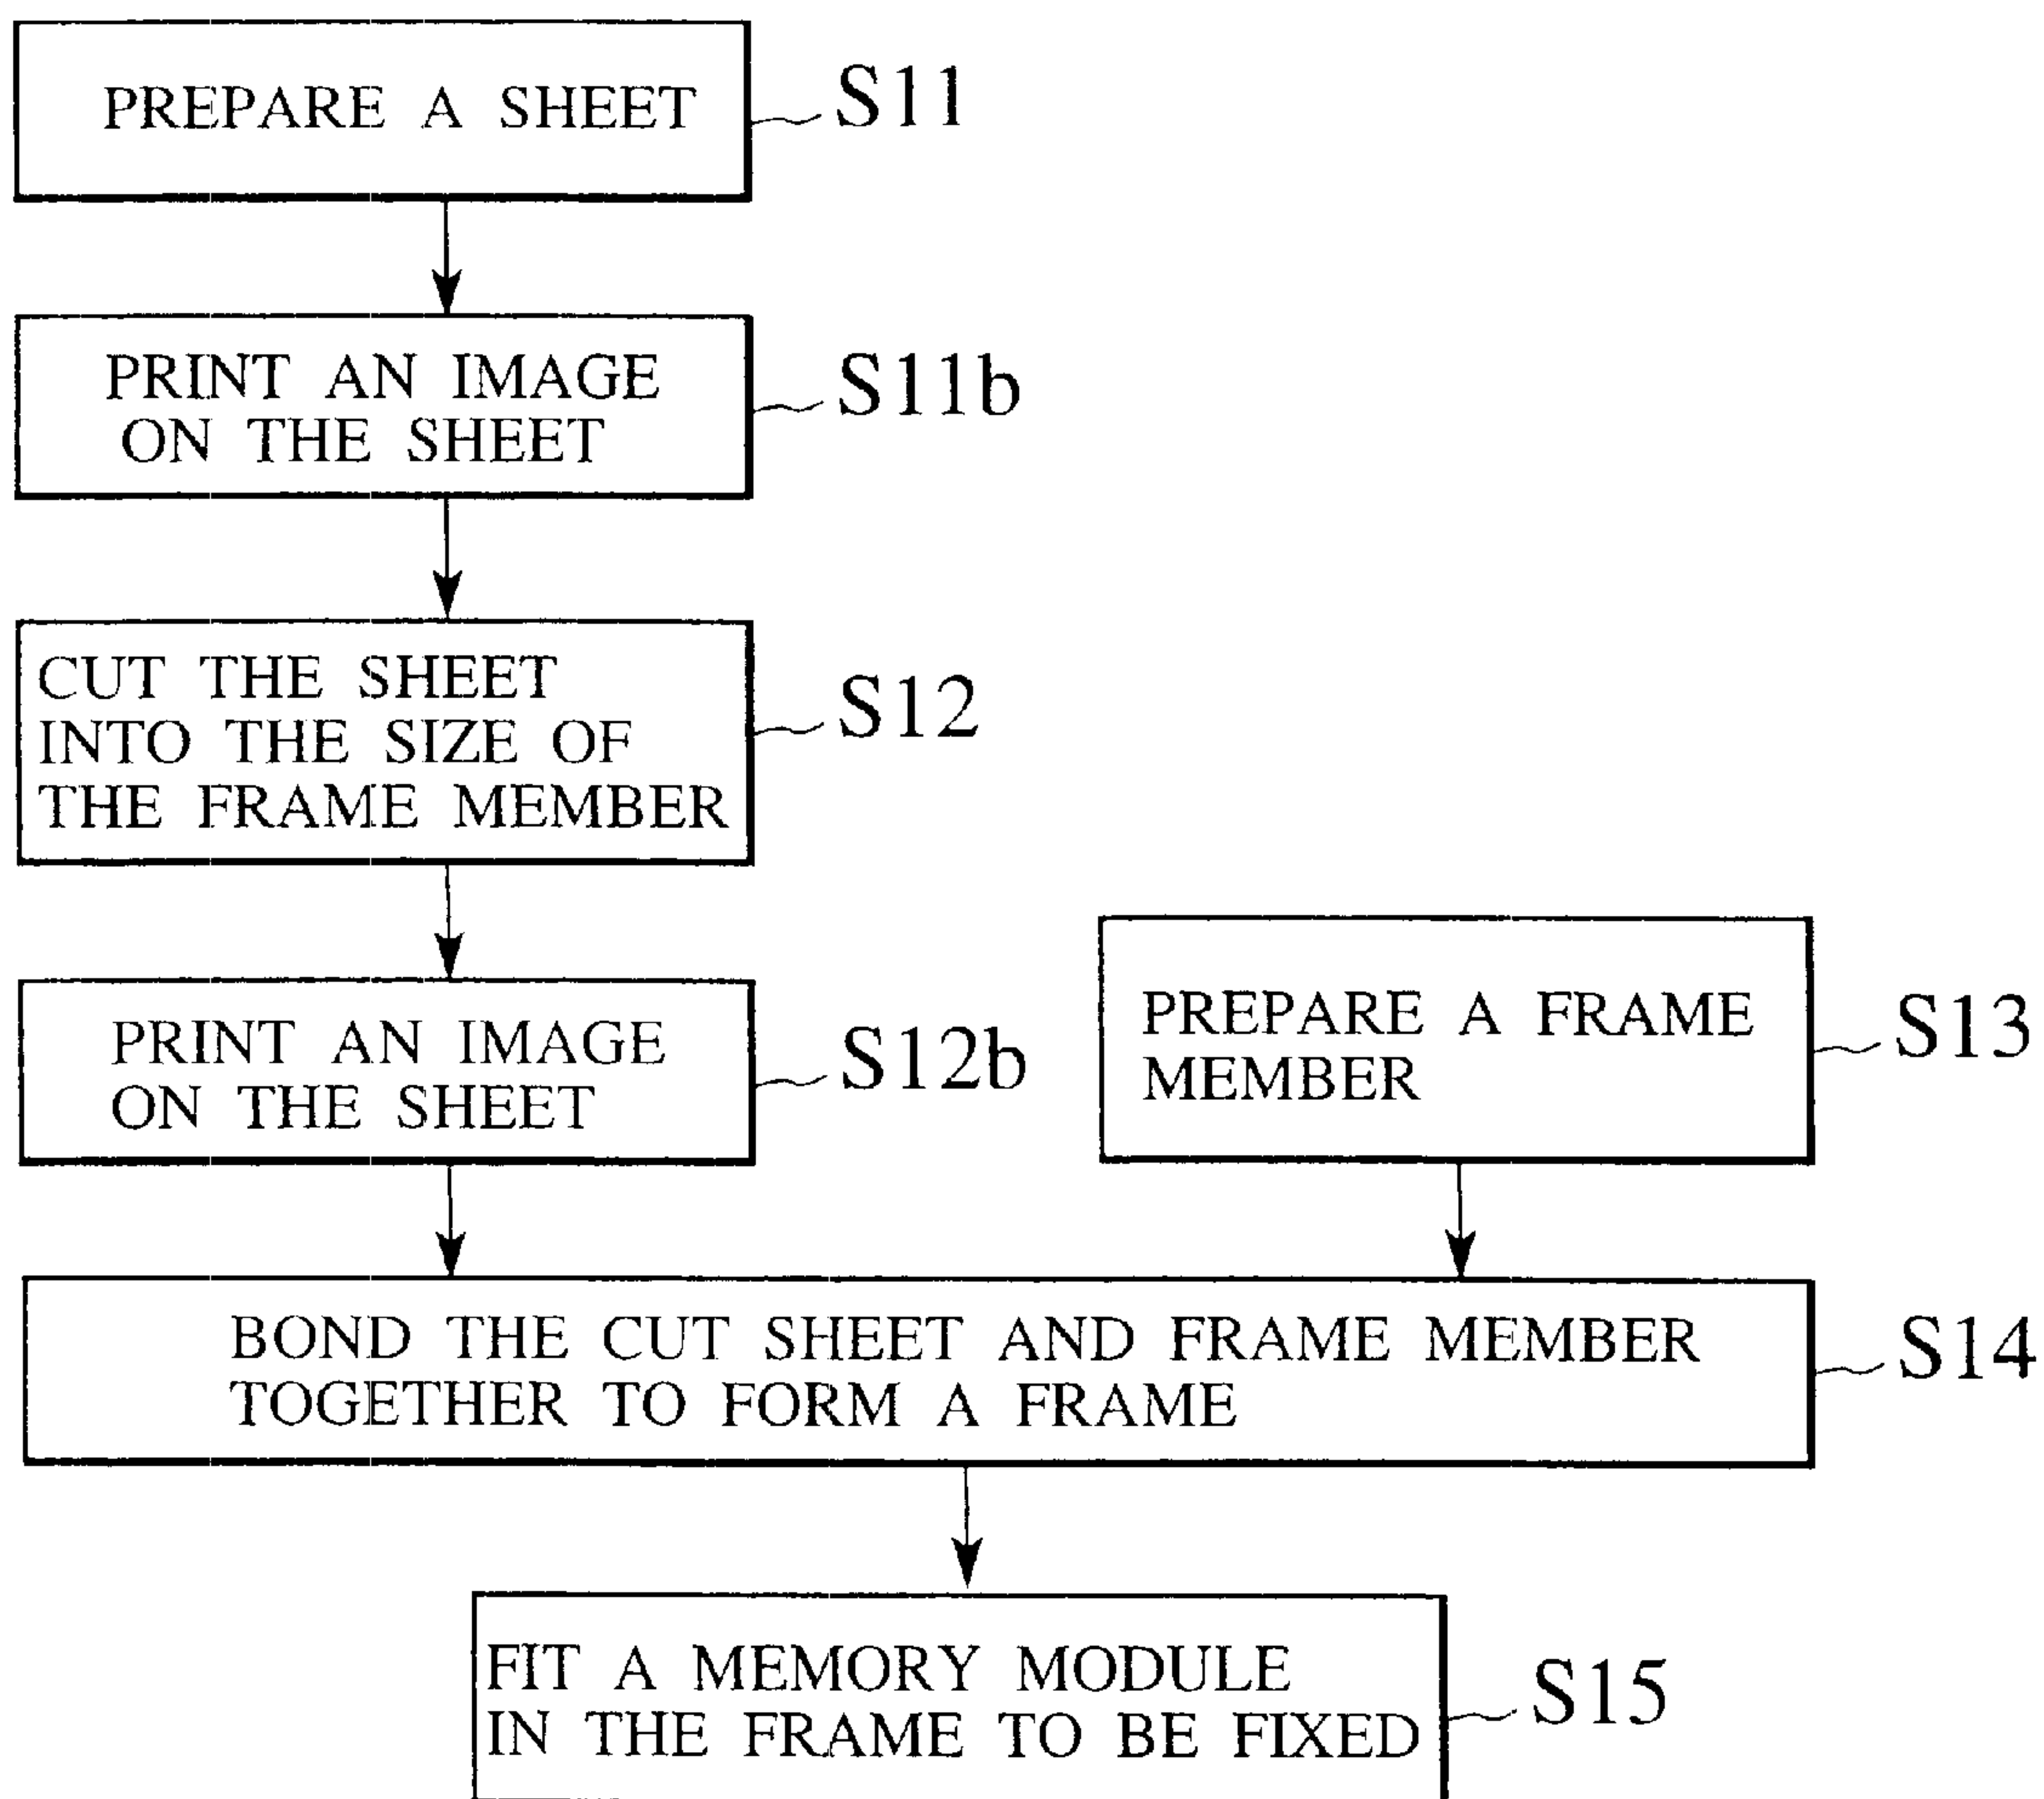 PREPARE A SHEET
S11
PRINT AN IMAGE
ON THE SHEET
S11b
CUT THE SHEET
INTO THE SIZE OF
THE FRAME MEMBER
S12
PRINT AN IMAGE
ON THE SHEET
S12b
PREPARE A FRAME
MEMBER
S13
BOND THE CUT SHEET AND FRAME MEMBER
TOGETHER TO FORM A FRAME
S14
FIT A MEMORY MODULE
IN THE FRAME TO BE FIXED
S15